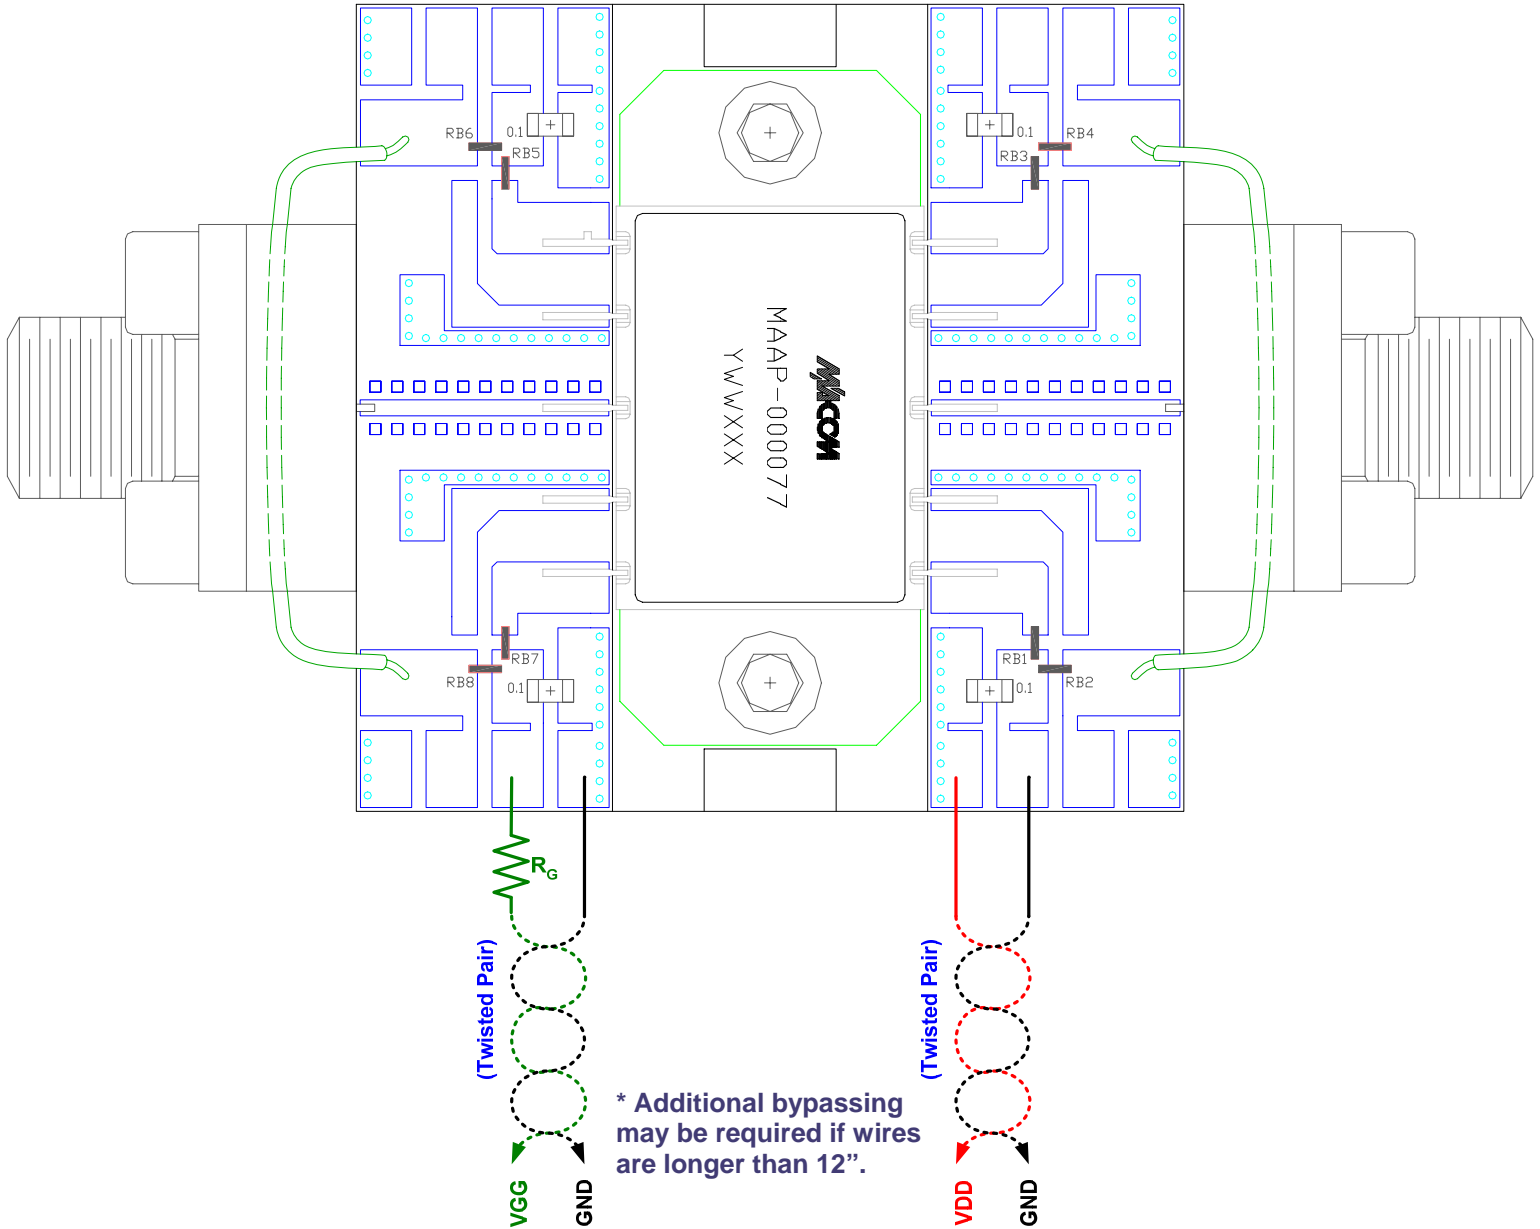 RB6
0.1
RB5
0.1
RB4
RB3
M/ACOM
MAAP-000077
YWWXXX
RB7
RB8
0.1
RB1
0.1
RB2
RG
(Twisted Pair)
(Twisted Pair)
* Additional bypassing
may be required if wires
are longer than 12”.
VGG
GND
VDD
GND